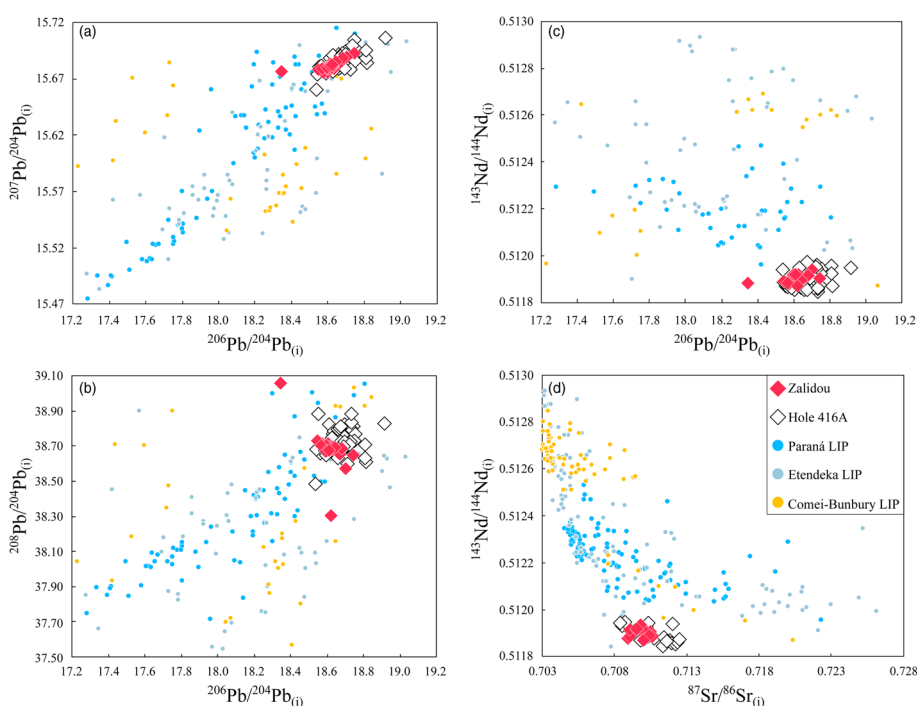 (a)
15.72
15.67
15.62
15.57
15.52
15.47
207Pb/204Pb(i)
17.2 17.4 17.6 17.8 18.0 18.2 18.4 18.6 18.8 19.0 19.2
206Pb/204Pb(i)
(c)
0.5130
0.5128
0.5126
0.5124
0.5122
0.5120
0.5118
143Nd/144Nd(i)
17.2 17.4 17.6 17.8 18.0 18.2 18.4 18.6 18.8 19.0 19.2
206Pb/204Pb(i)
(b)
39.10
38.90
38.70
38.50
38.30
38.10
37.90
37.70
37.50
208Pb/204Pb(i)
17.2 17.4 17.6 17.8 18.0 18.2 18.4 18.6 18.8 19.0 19.2
206Pb/204Pb(i)
(d)
0.5130
0.5128
0.5126
0.5124
0.5122
0.5120
0.5118
143Nd/144Nd(i)
0.703 0.708 0.713 0.718 0.723 0.728
87Sr/86Sr(i)
Zalidou
Hole 416A
Paraná LIP
Etendeka LIP
Comei-Bunbury LIP